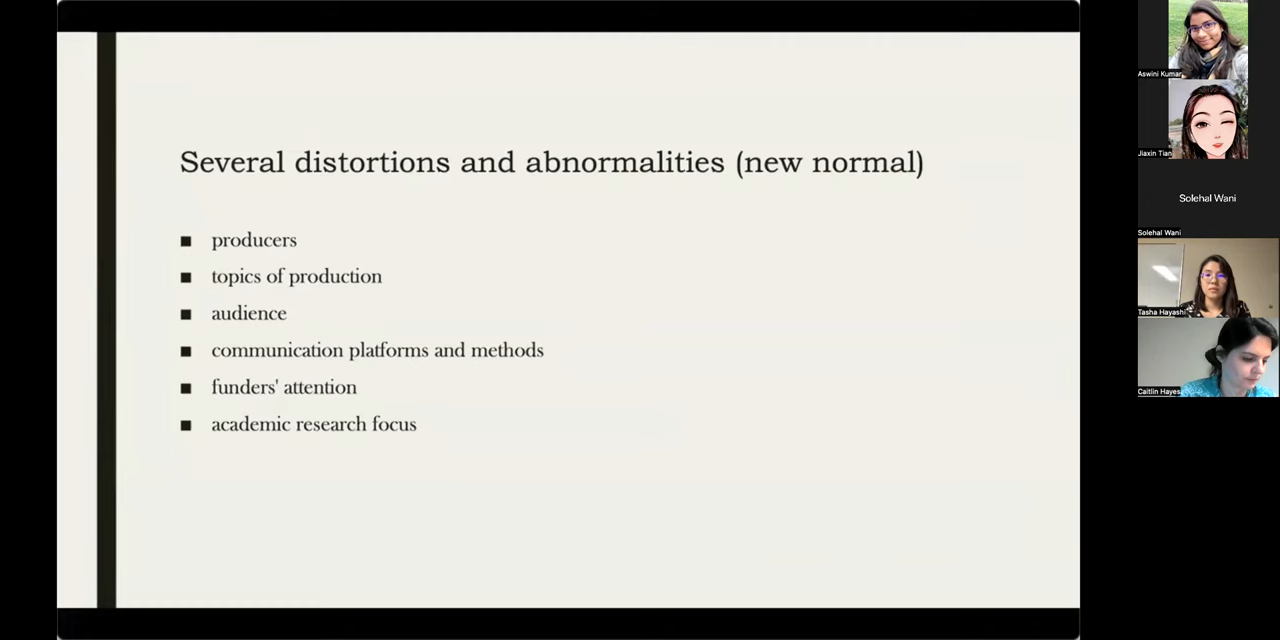 Several distortions and abnormalities (new normal)
■ producers
■ topics of production
■ audience
■ communication platforms and methods
■ funders' attention
■ academic research focus
Aswini Kumar
Jiaxin Tian
Solehal Wani
Solehal Wani
Tasha Hayashi
Caitlin Hayes